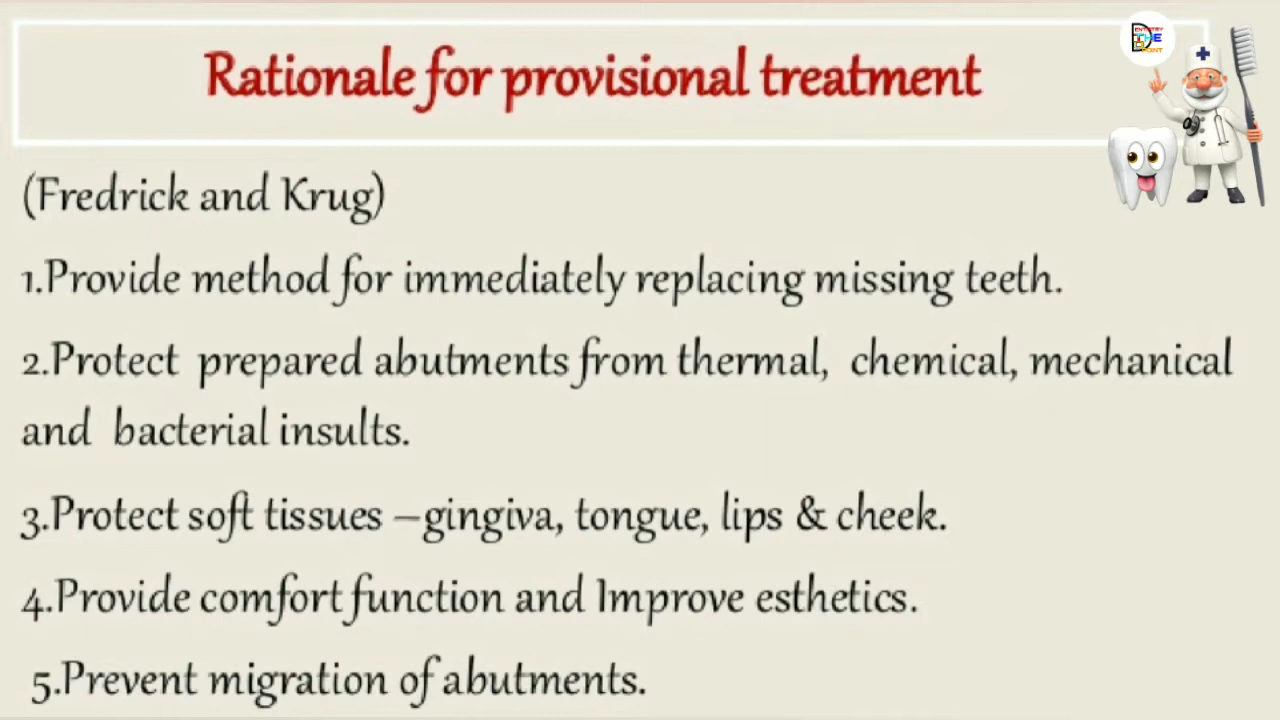 Rationale for provisional treatment
(Fredrick and Krug)
1.Provide method for immediately replacing missing teeth.
2.Protect prepared abutments from thermal, chemical, mechanical
and bacterial insults.
3.Protect soft tissues –gingiva, tongue, lips & cheek.
4.Provide comfort function and Improve esthetics.
5.Prevent migration of abutments.